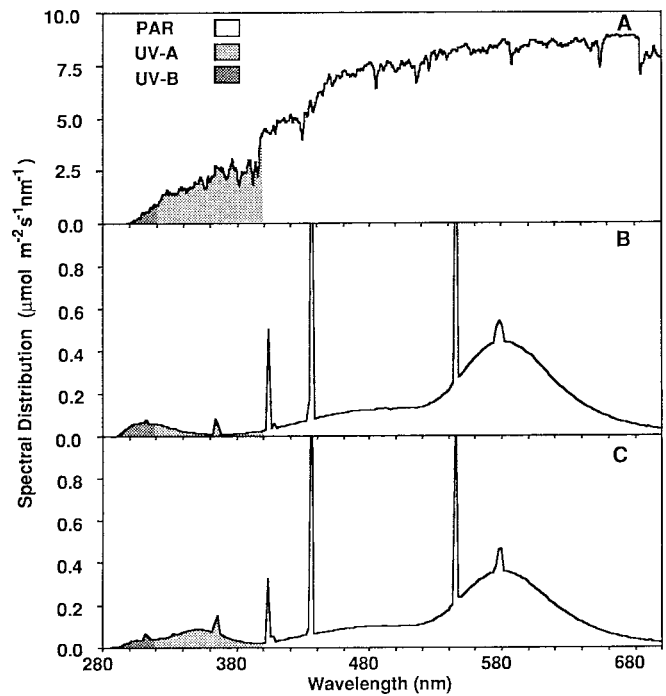 10.0
PAR
UV-A
UV-B
A
7.5
5.0
2.5
0.0
B
0.8
0.6
0.4
0.2
0.0
C
0.8
0.6
0.4
0.2
0.0
280
380
480
580
Wavelength (nm)
Spectral Distribution (µmol m⁻²s⁻¹nm⁻¹)